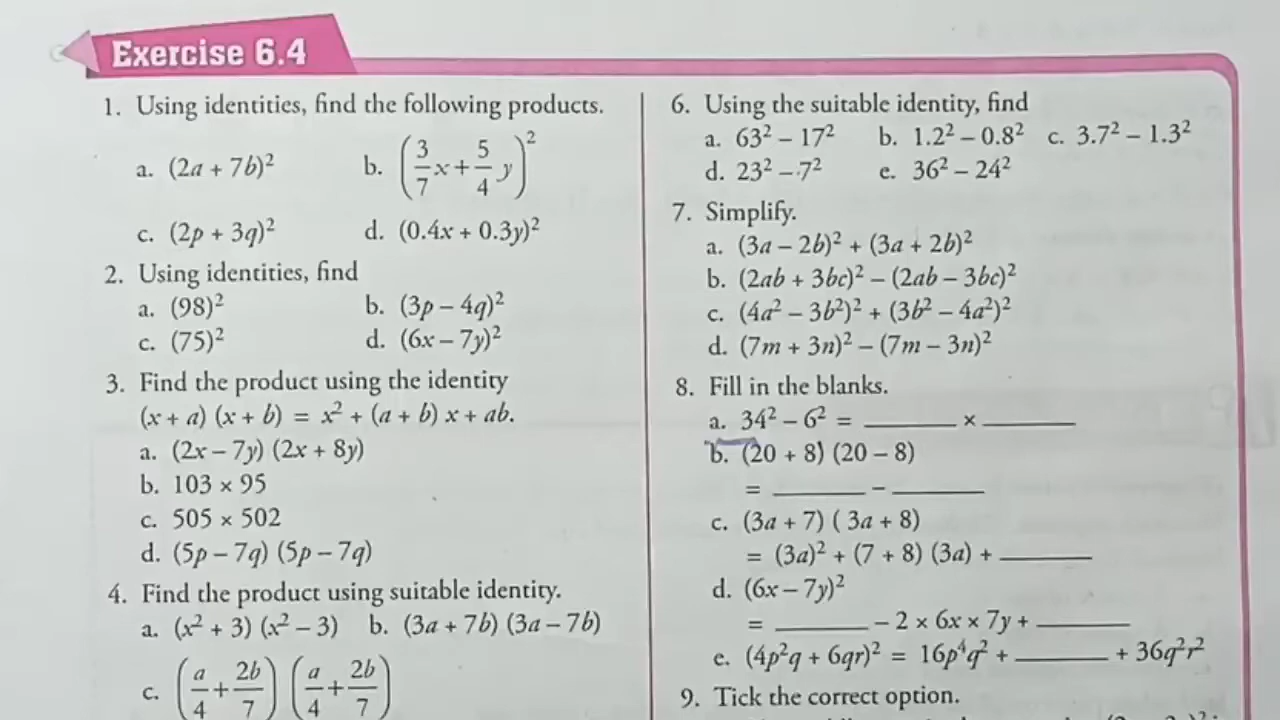 Exercise 6.4
1. Using identities, find the following products.
a. (2a + 7b)² b. (3/7 x + 5/4 y)²
c. (2p + 3q)² d. (0.4x + 0.3y)²
2. Using identities, find
a. (98)² b. (3p – 4q)²
c. (75)² d. (6x – 7y)²
3. Find the product using the identity
(x + a) (x + b) = x² + (a + b) x + ab.
a. (2x – 7y) (2x + 8y)
b. 103 × 95
c. 505 × 502
d. (5p – 7q) (5p – 7q)
4. Find the product using suitable identity.
a. (x² + 3) (x² – 3) b. (3a + 7b) (3a – 7b)
c. (a/4 + 2b/7) (a/4 + 2b/7)
6. Using the suitable identity, find
a. 63² – 17² b. 1.2² – 0.8² c. 3.7² – 1.3²
d. 23² – 7² e. 36² – 24²
7. Simplify.
a. (3a – 2b)² + (3a + 2b)²
b. (2ab + 3bc)² – (2ab – 3bc)²
c. (4a² – 3b²)² + (3b² – 4a²)²
d. (7m + 3n)² – (7m – 3n)²
8. Fill in the blanks.
a. 34² – 6² = ________ × ________
b. (20 + 8) (20 – 8)
= ________ – ________
c. (3a + 7) ( 3a + 8)
= (3a)² + (7 + 8) (3a) + ________
d. (6x – 7y)²
= ________ – 2 × 6x × 7y + ________
e. (4p²q + 6qr)² = 16p⁴q² + ________ + 36q²r²
9. Tick the correct option.